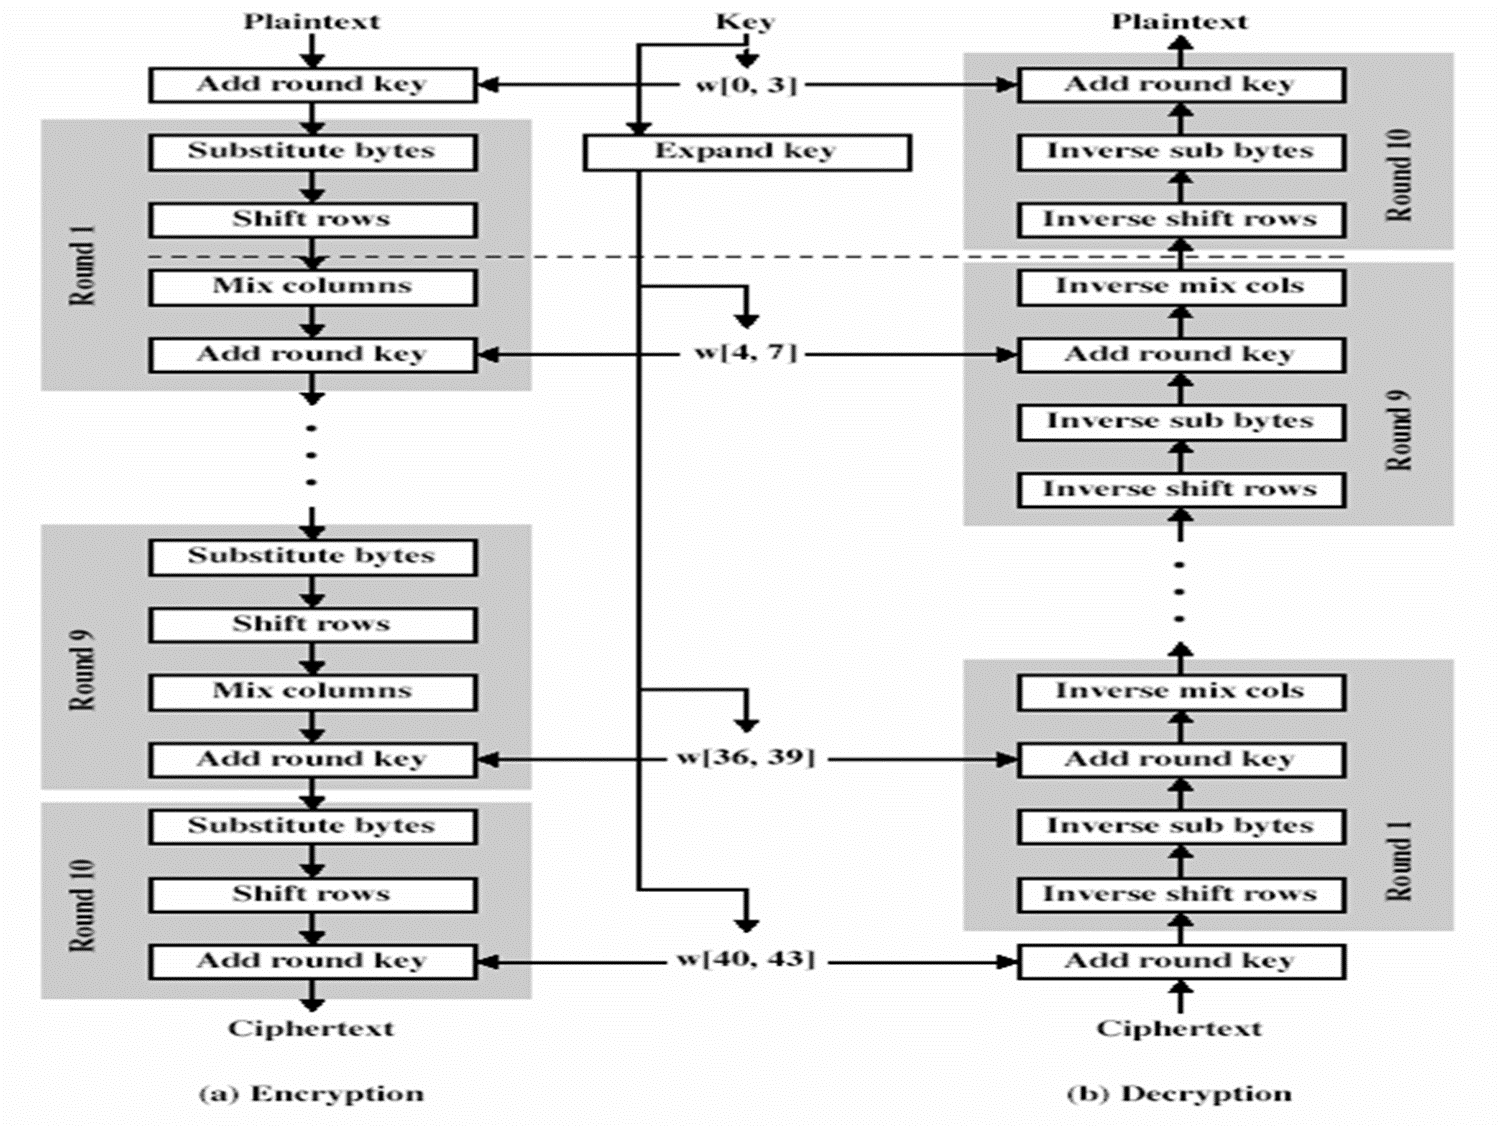 Plaintext Key Plaintext
Add round key w[0, 3] Add round key
Substitute bytes Expand key Inverse sub bytes
Round 10
Shift rows Inverse shift rows
Round 1
Mix columns Inverse mix cols
Add round key w[4, 7] Add round key
Inverse sub bytes
Round 9
Inverse shift rows
Substitute bytes
Shift rows
Round 9
Mix columns Inverse mix cols
Add round key w[36, 39] Add round key
Substitute bytes Inverse sub bytes
Round 1
Shift rows Inverse shift rows
Round 10
Add round key w[40, 43] Add round key
Ciphertext Ciphertext
(a) Encryption (b) Decryption